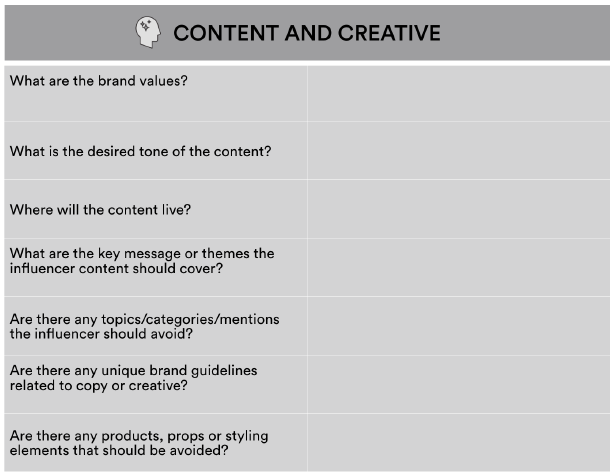 CONTENT AND CREATIVE
What are the brand values?
What is the desired tone of the content?
Where will the content live?
What are the key message or themes the
influencer content should cover?
Are there any topics/categories/mentions
the influencer should avoid?
Are there any unique brand guidelines
related to copy or creative?
Are there any products, props or styling
elements that should be avoided?